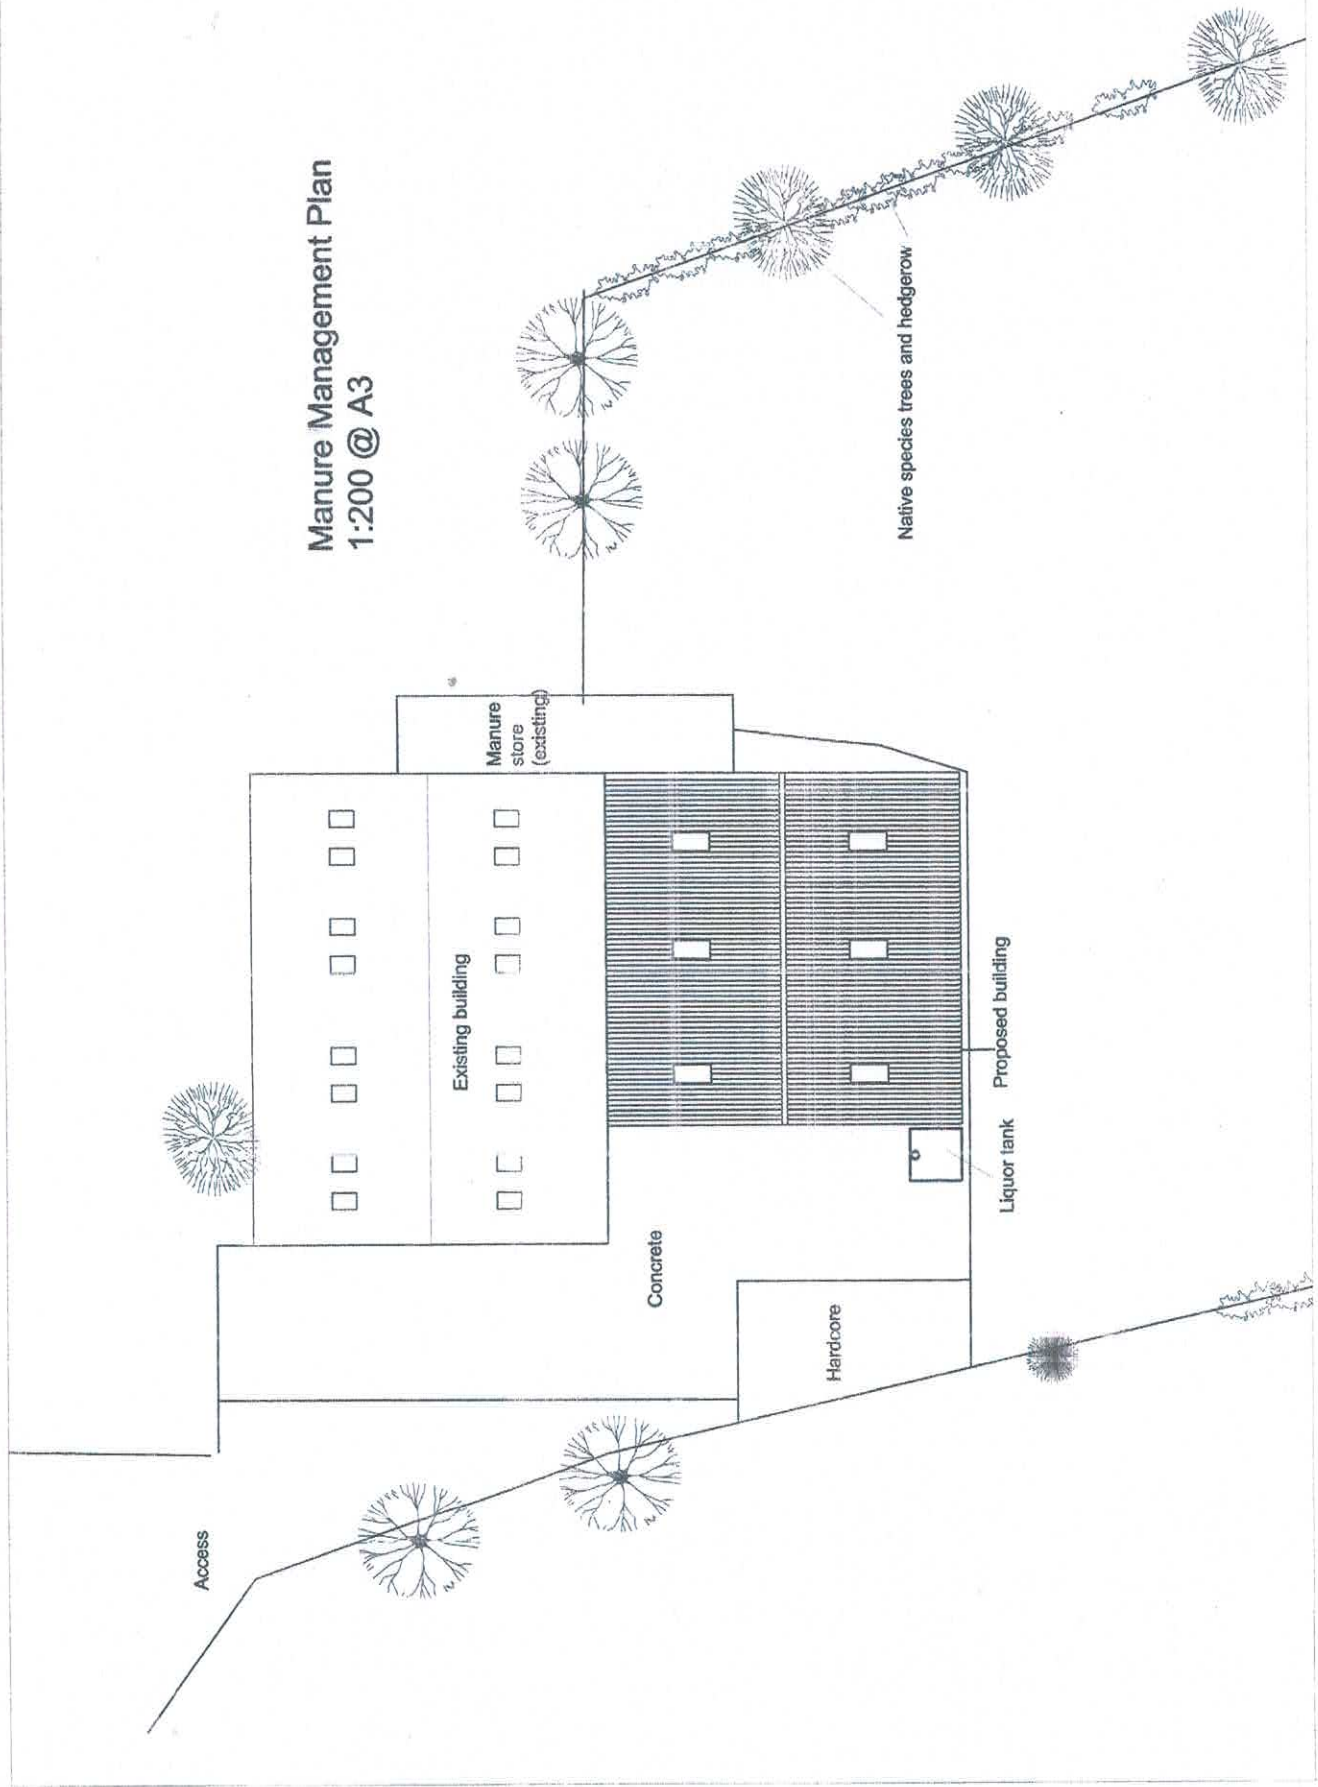 Manure Management Plan
1:200 @ A3
Access
Existing building
Manure
store
(existing)
Concrete
Hardcore
Liquor tank
Proposed building
Native species trees and hedgerow